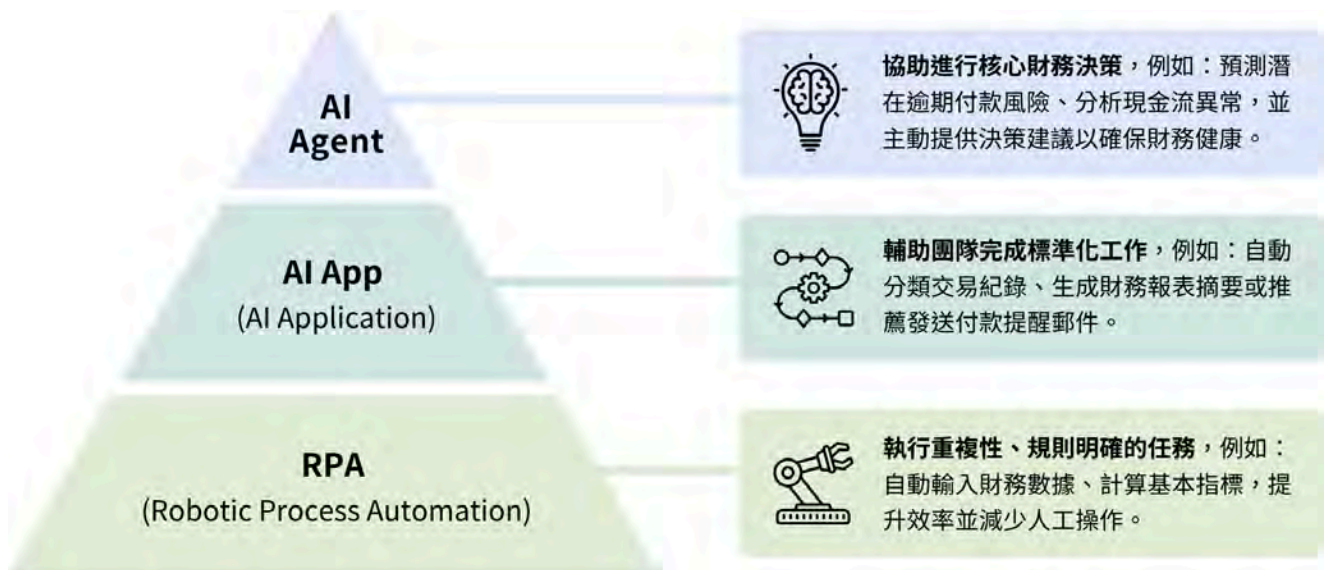 AI
Agent
協助進行核心財務決策，例如：預測潛
在逾期付款風險、分析現金流異常，並
主動提供決策建議以確保財務健康。
AI App
(AI Application)
輔助團隊完成標準化工作，例如：自動
分類交易紀錄、生成財務報表摘要或推
薦發送付款提醒郵件。
RPA
(Robotic Process Automation)
執行重複性、規則明確的任務，例如：
自動輸入財務數據、計算基本指標，提
升效率並減少人工操作。